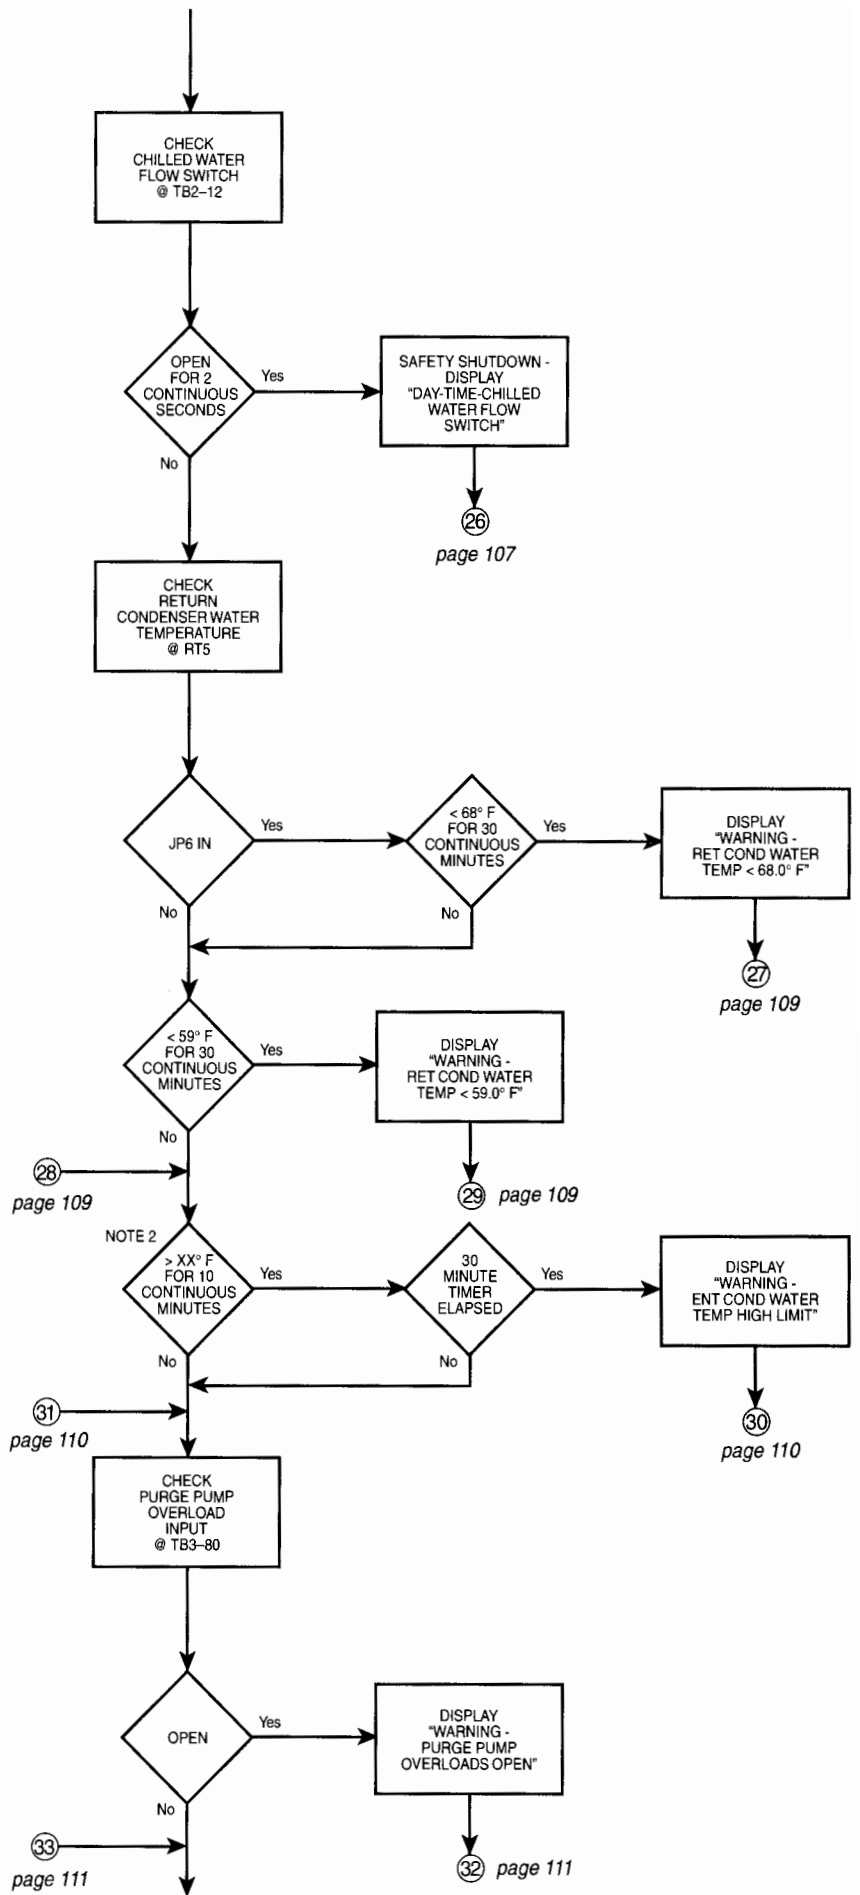 CHECK
CHILLED WATER
FLOW SWITCH
@ TB2–12
OPEN
FOR 2
CONTINUOUS
SECONDS
Yes
No
SAFETY SHUTDOWN -
DISPLAY
“DAY-TIME-CHILLED
WATER FLOW
SWITCH”
26
page 107
CHECK
RETURN
CONDENSER WATER
TEMPERATURE
@ RT5
JP6 IN
Yes
No
< 68° F
FOR 30
CONTINUOUS
MINUTES
Yes
No
DISPLAY
“WARNING -
RET COND WATER
TEMP < 68.0° F”
27
page 109
< 59° F
FOR 30
CONTINUOUS
MINUTES
Yes
No
DISPLAY
“WARNING -
RET COND WATER
TEMP < 59.0° F”
29 page 109
28
page 109
NOTE 2
> XX° F
FOR 10
CONTINUOUS
MINUTES
Yes
No
30
MINUTE
TIMER
ELAPSED
Yes
No
DISPLAY
“WARNING -
ENT COND WATER
TEMP HIGH LIMIT”
30
page 110
31
page 110
CHECK
PURGE PUMP
OVERLOAD
INPUT
@ TB3–80
OPEN
Yes
No
DISPLAY
“WARNING -
PURGE PUMP
OVERLOADS OPEN”
32 page 111
33
page 111